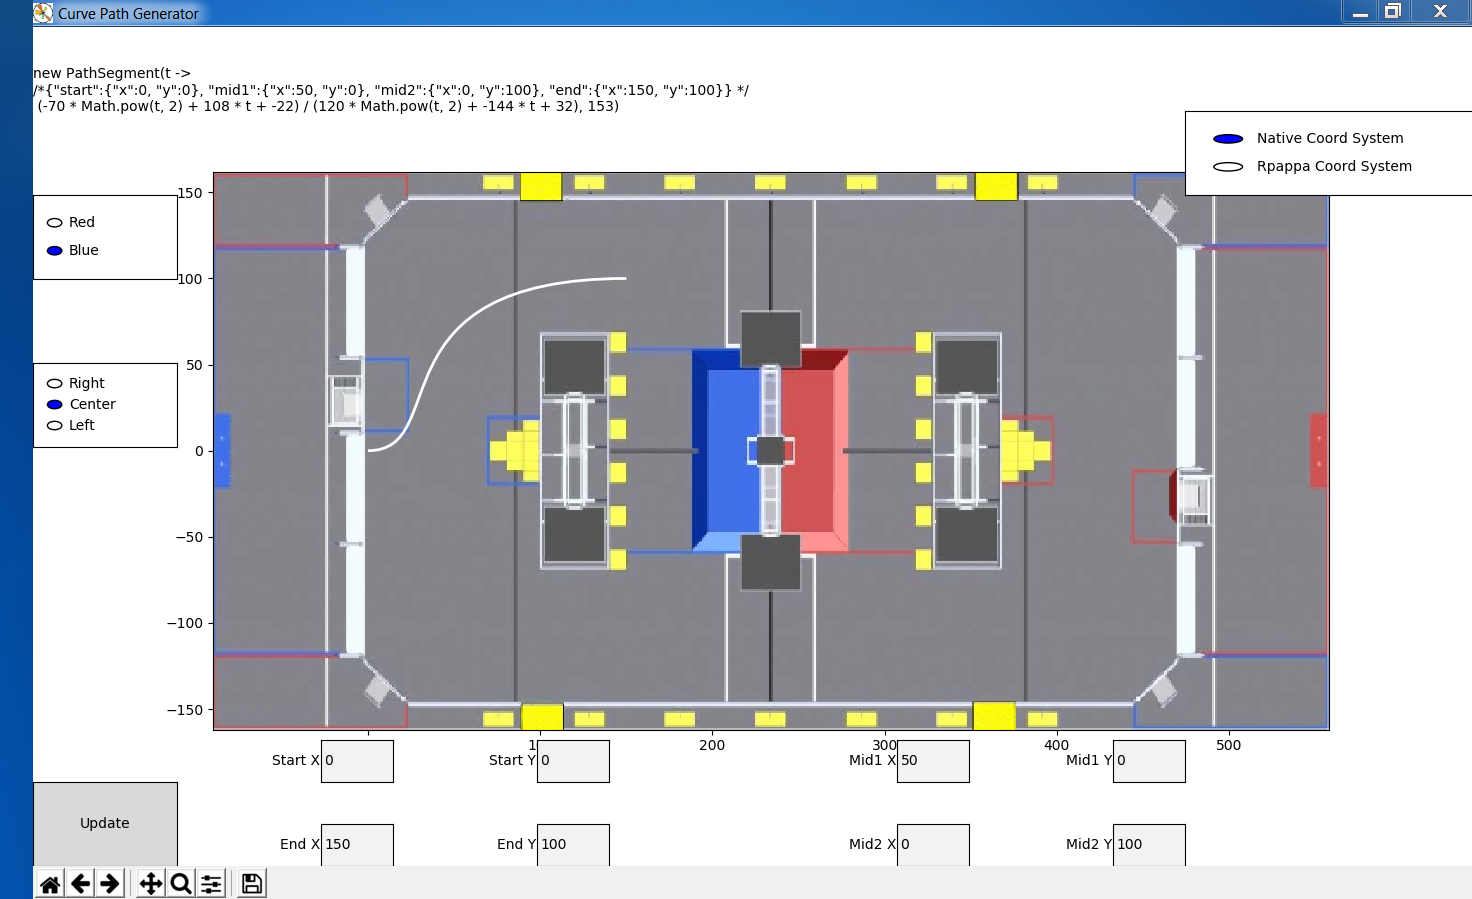 Curve Path Generator
new PathSegment(t ->
/*{"start":{"x":0, "y":0}, "mid1":{"x":50, "y":0}, "mid2":{"x":0, "y":100}, "end":{"x":150, "y":100}} */
(-70 * Math.pow(t, 2) + 108 * t + -22) / (120 * Math.pow(t, 2) + -144 * t + 32), 153)
Native Coord System
Rpappa Coord System
Red
Blue
Right
Center
Left
150
100
50
0
−50
−100
−150
1
200
300
400
500
Start X 0
Start Y 0
Mid1 X 50
Mid1 Y 0
Update
End X 150
End Y 100
Mid2 X 0
Mid2 Y 100